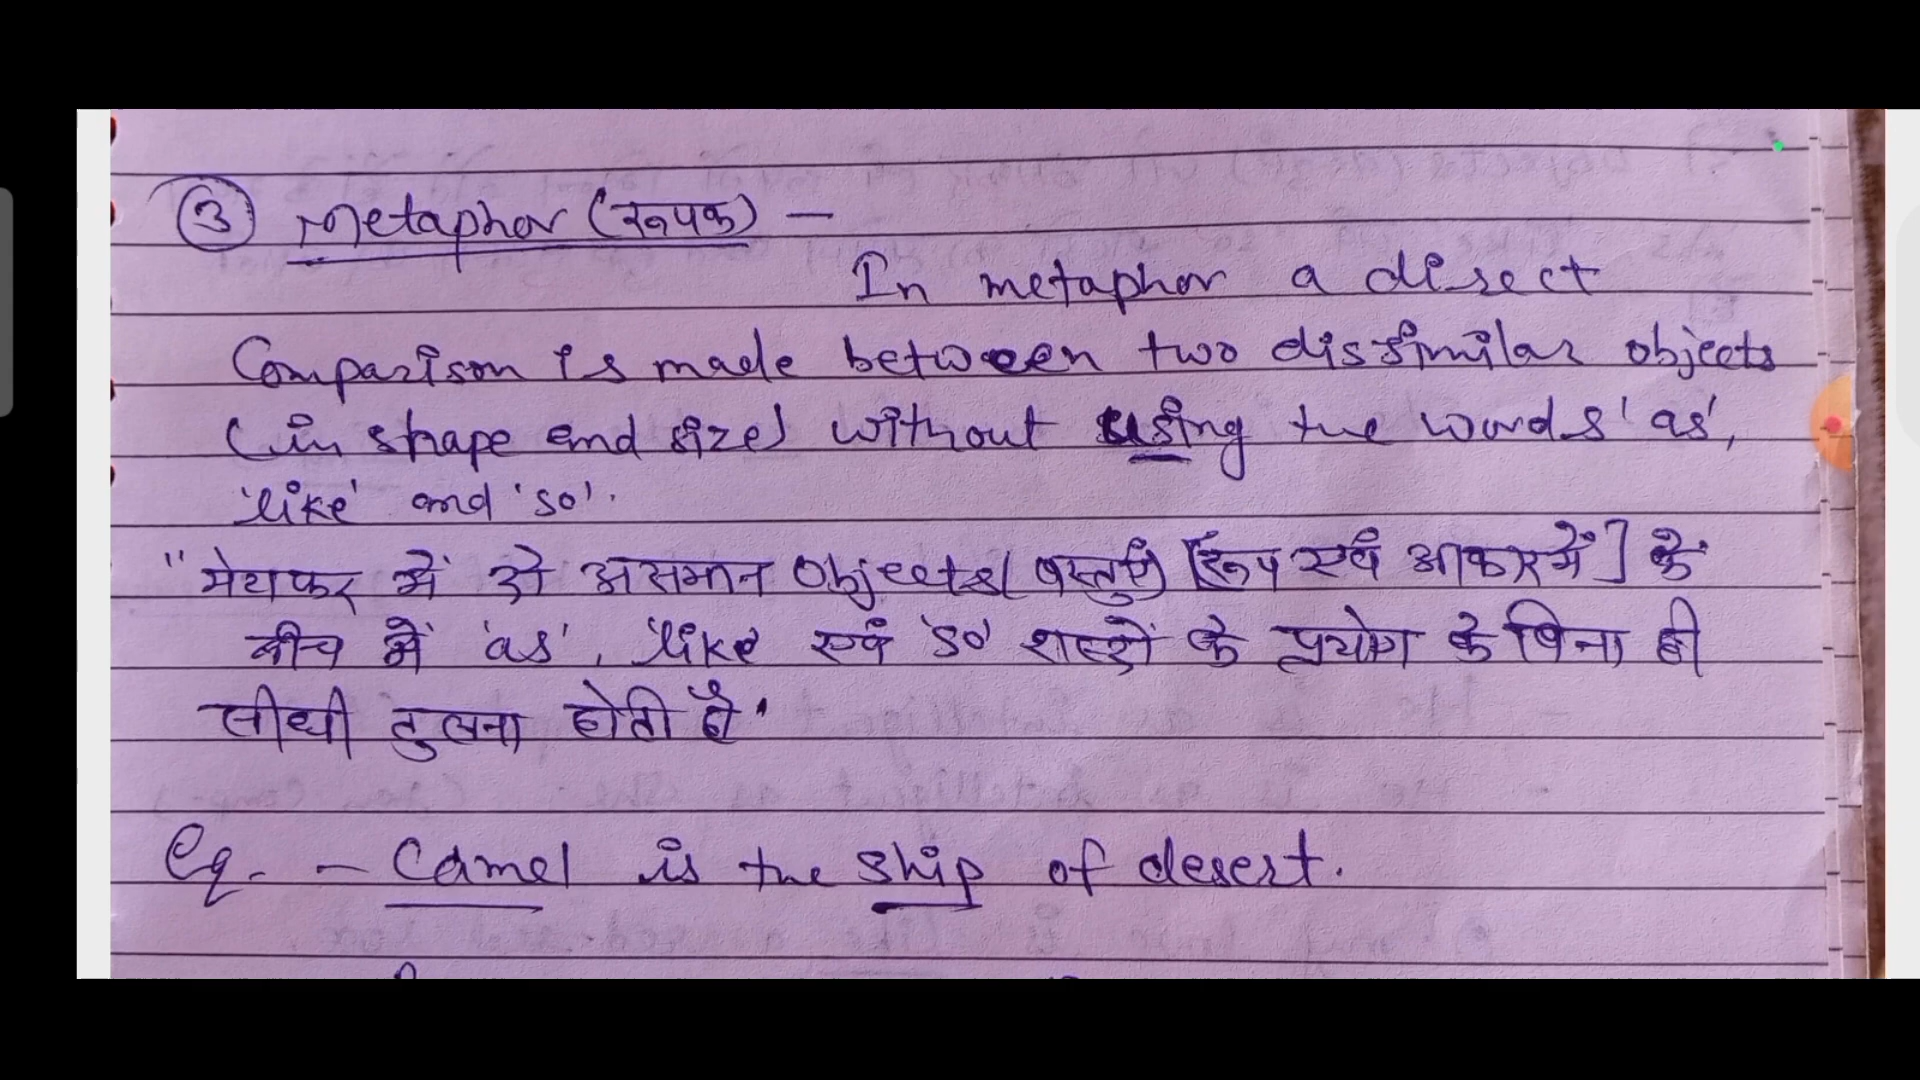 ③ Metaphor (रूपक) —
In metaphor a direct
Comparison is made between two dissimilar objects
(in shape and size) without using the words 'as',
'like' and 'so'.
"मेटाफर में दो असमान objects( वस्तुएं) [रूप एवं आकार में] के
बीच में 'as', 'like' एवं 'so' शब्दों के प्रयोग के बिना ही
सीधी तुलना होती है"
Eg. - Camel is the ship of desert.